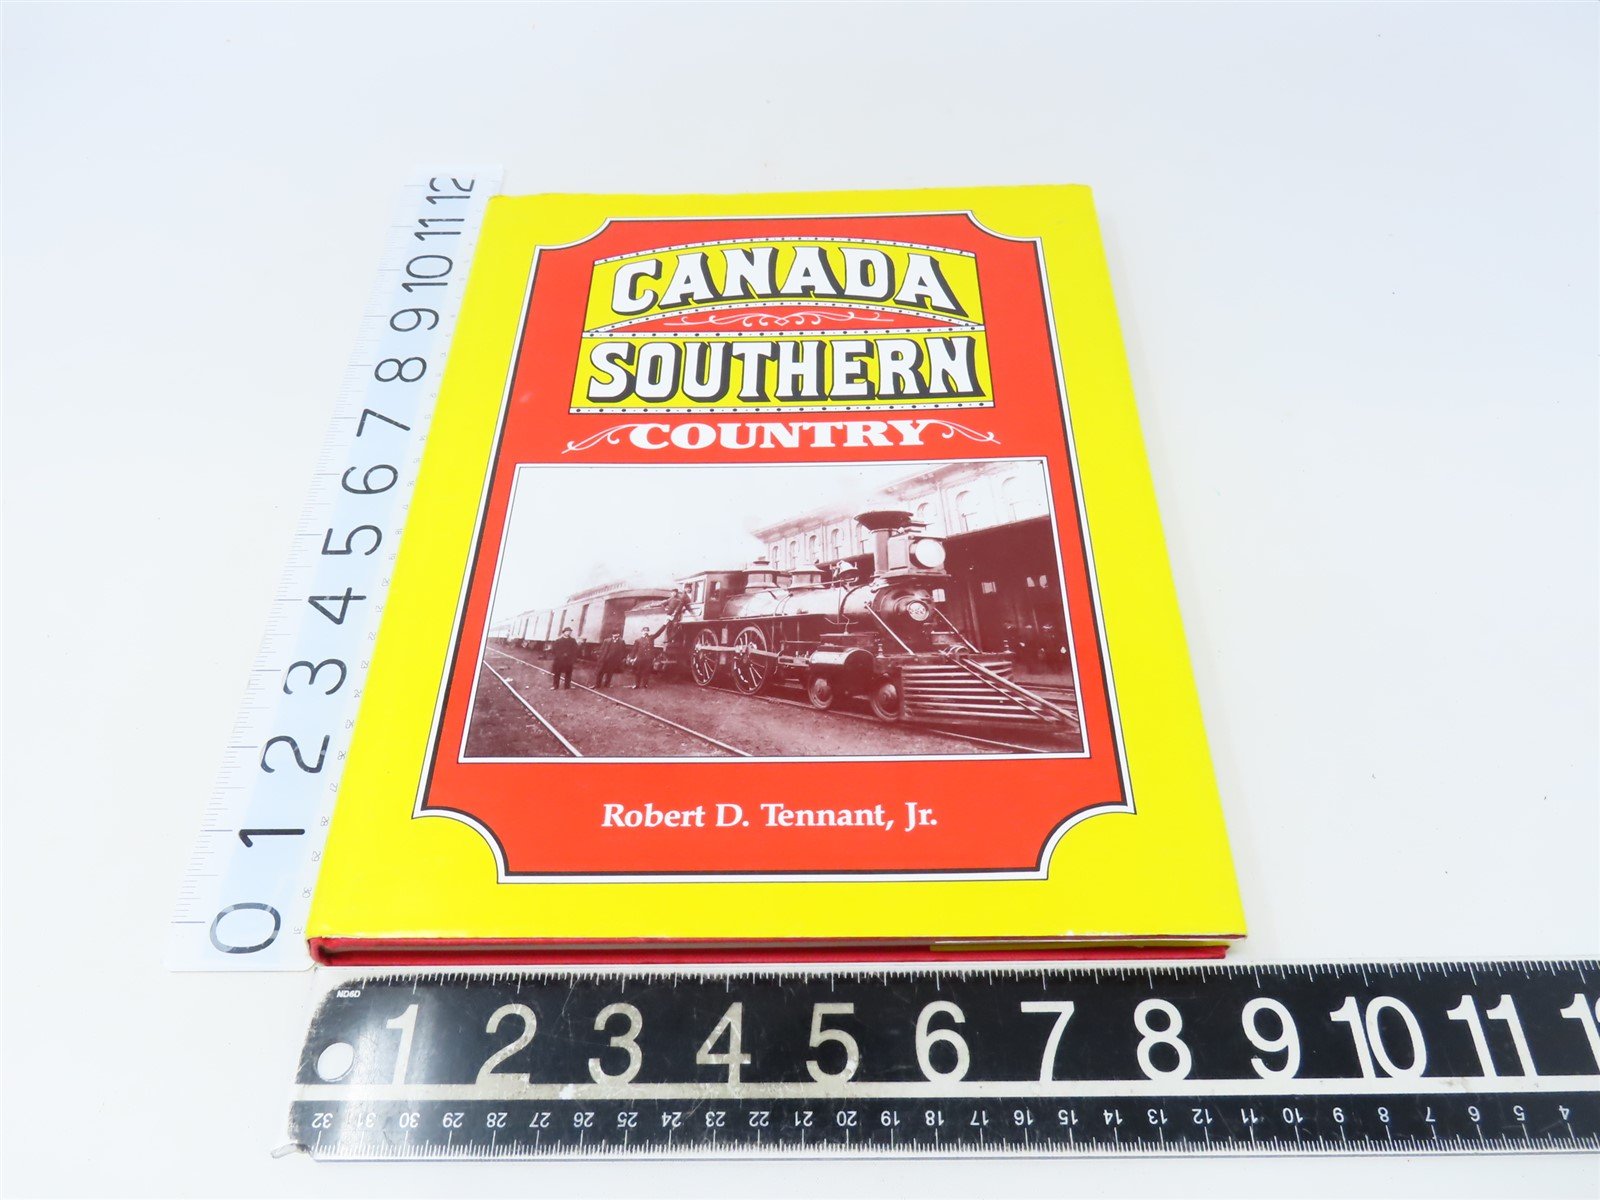 CANADA
SOUTHERN
COUNTRY
Robert D. Tennant, Jr.
0 1 2 3 4 5 6 7 8 9 10 11 12
ND6D
1 2 3 4 5 6 7 8 9 10 11
32 31 30 29 28 27 26 25 24 23 22 21 20 19 18 17 16 15 14 13 12 11 10 9 8 7 6 5 4